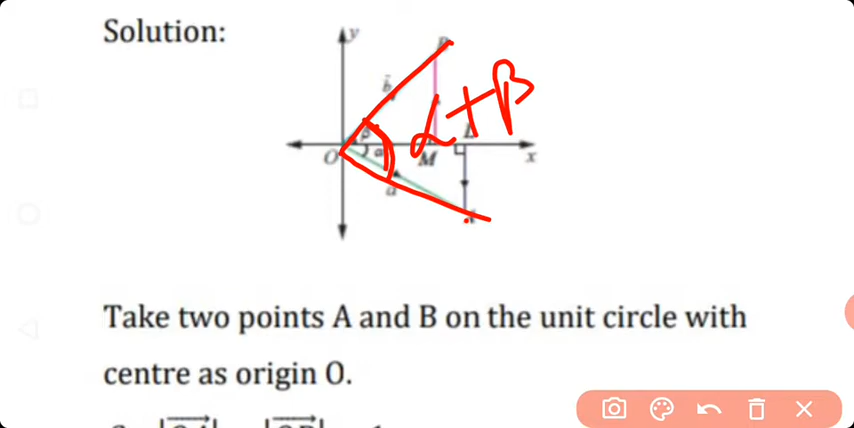 Solution:
y
b
α+β
β
α
O
M
L
x
a
Take two points A and B on the unit circle with
centre as origin O.